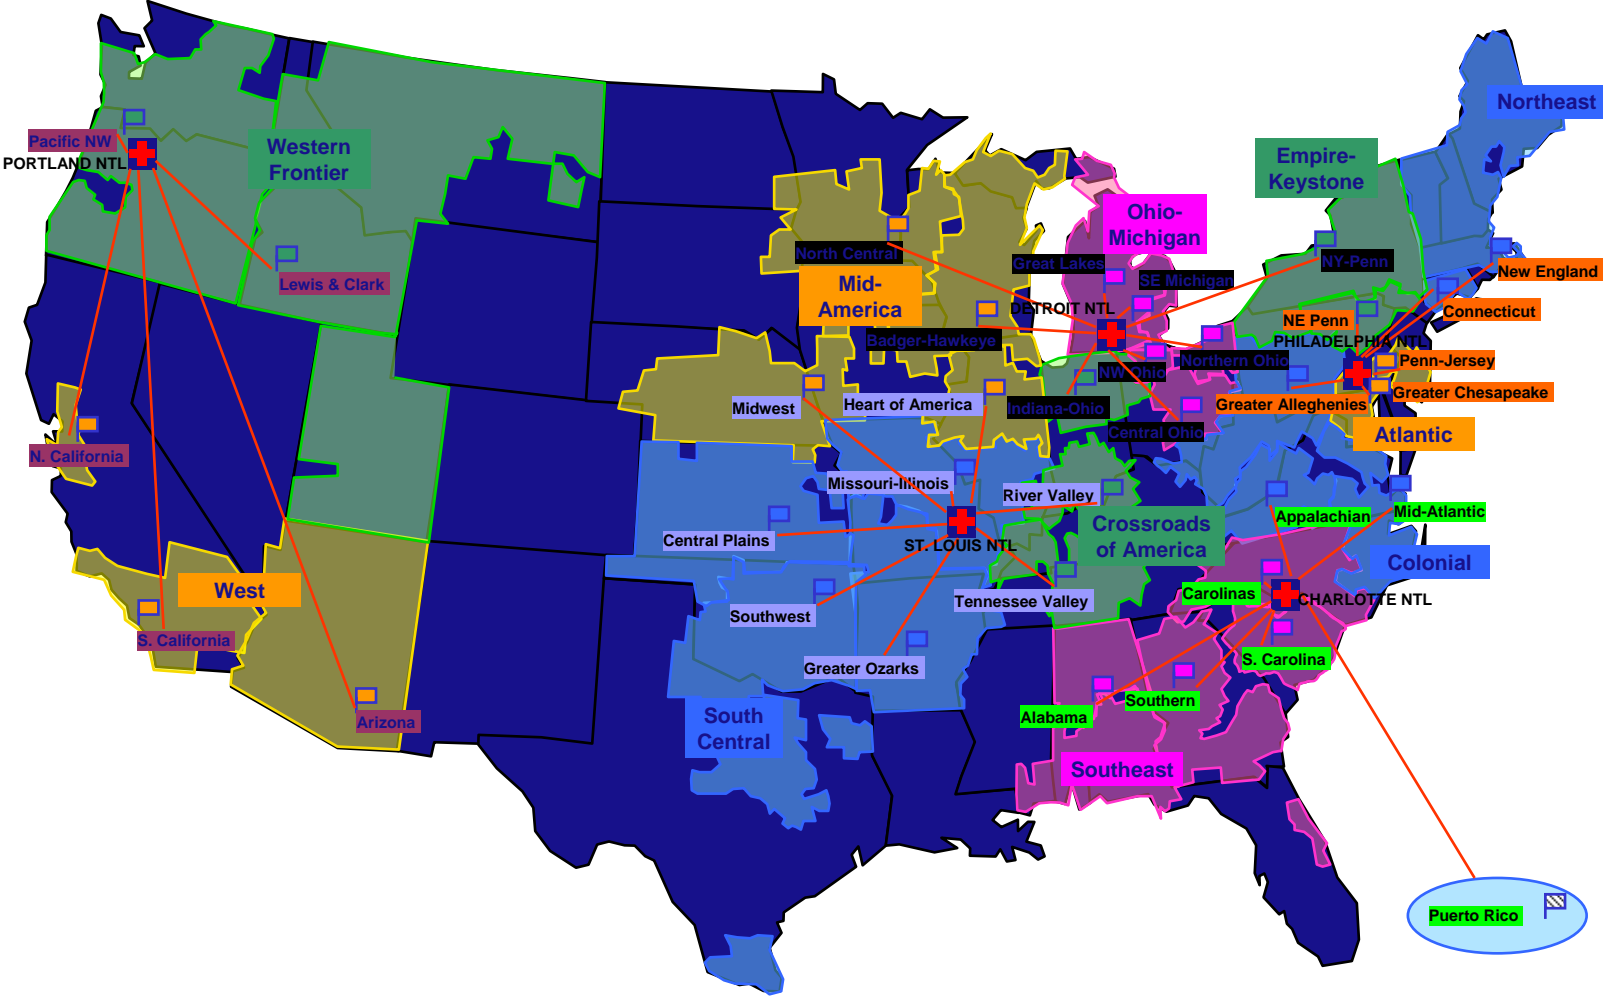 Northeast
Pacific NW
PORTLAND NTL
Western
Frontier
Empire-
Keystone
Ohio-
Michigan
North Central
Great Lakes
SE Michigan
NY-Penn
New England
Lewis & Clark
Mid-
America
DETROIT NTL
Connecticut
NE Penn
PHILADELPHIA NTL
Badger-Hawkeye
Northern Ohio
Penn-Jersey
NW Ohio
Greater Chesapeake
Midwest
Heart of America
Indiana-Ohio
Greater Alleghenies
Central Ohio
Atlantic
N. California
Missouri-Illinois
River Valley
Appalachian
Mid-Atlantic
Central Plains
ST. LOUIS NTL
Crossroads
of America
Colonial
West
Southwest
Tennessee Valley
Carolinas
CHARLOTTE NTL
S. California
Greater Ozarks
S. Carolina
Southern
Arizona
South
Central
Alabama
Southeast
Puerto Rico